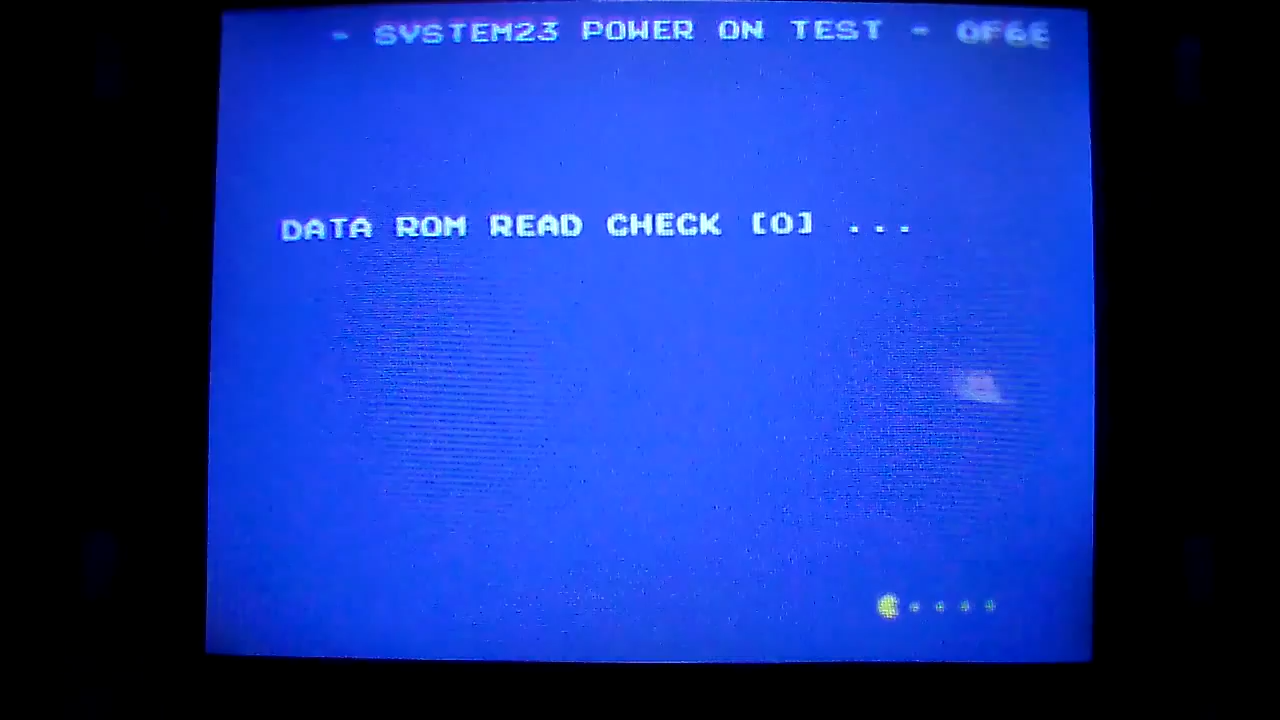 - SYSTEM23 POWER ON TEST - 0F6E
DATA ROM READ CHECK [0] ...